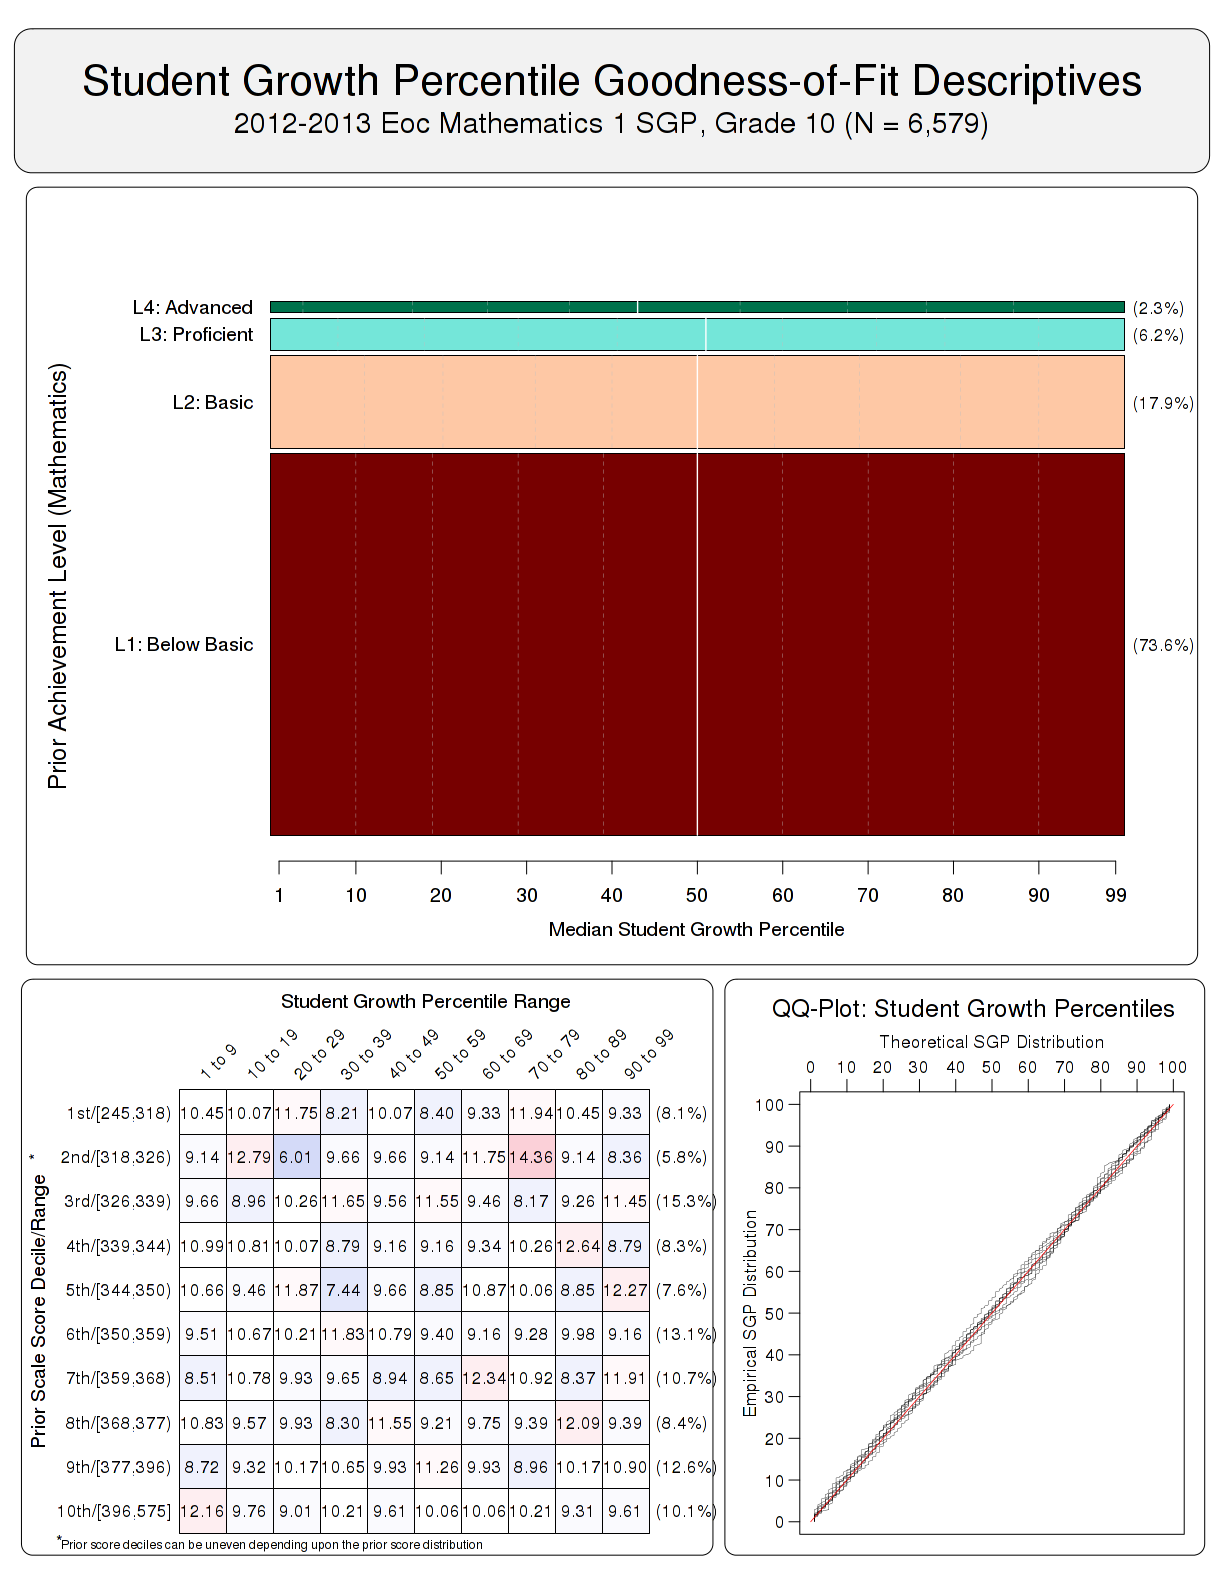 Student Growth Percentile Goodness-of-Fit Descriptives
2012-2013 Eoc Mathematics 1 SGP, Grade 10 (N = 6,579)
Prior Achievement Level (Mathematics)
L4: Advanced (2.3%)
L3: Proficient (6.2%)
L2: Basic (17.9%)
L1: Below Basic (73.6%)
1 10 20 30 40 50 60 70 80 90 99
Median Student Growth Percentile
Student Growth Percentile Range
1 to 9 10 to 19 20 to 29 30 to 39 40 to 49 50 to 59 60 to 69 70 to 79 80 to 89 90 to 99
Prior Scale Score Decile/Range *
1st/[245,318) 10.45 10.07 11.75 8.21 10.07 8.40 9.33 11.94 10.45 9.33 (8.1%)
2nd/[318,326) 9.14 12.79 6.01 9.66 9.66 9.14 11.75 14.36 9.14 8.36 (5.8%)
3rd/[326,339) 9.66 8.96 10.26 11.65 9.56 11.55 9.46 8.17 9.26 11.45 (15.3%)
4th/[339,344) 10.99 10.81 10.07 8.79 9.16 9.16 9.34 10.26 12.64 8.79 (8.3%)
5th/[344,350) 10.66 9.46 11.87 7.44 9.66 8.85 10.87 10.06 8.85 12.27 (7.6%)
6th/[350,359) 9.51 10.67 10.21 11.83 10.79 9.40 9.16 9.28 9.98 9.16 (13.1%)
7th/[359,368) 8.51 10.78 9.93 9.65 8.94 8.65 12.34 10.92 8.37 11.91 (10.7%)
8th/[368,377) 10.83 9.57 9.93 8.30 11.55 9.21 9.75 9.39 12.09 9.39 (8.4%)
9th/[377,396) 8.72 9.32 10.17 10.65 9.93 11.26 9.93 8.96 10.17 10.90 (12.6%)
10th/[396,575] 12.16 9.76 9.01 10.21 9.61 10.06 10.06 10.21 9.31 9.61 (10.1%)
*Prior score deciles can be uneven depending upon the prior score distribution
QQ-Plot: Student Growth Percentiles
Theoretical SGP Distribution
0 10 20 30 40 50 60 70 80 90 100
Empirical SGP Distribution
100
90
80
70
60
50
40
30
20
10
0